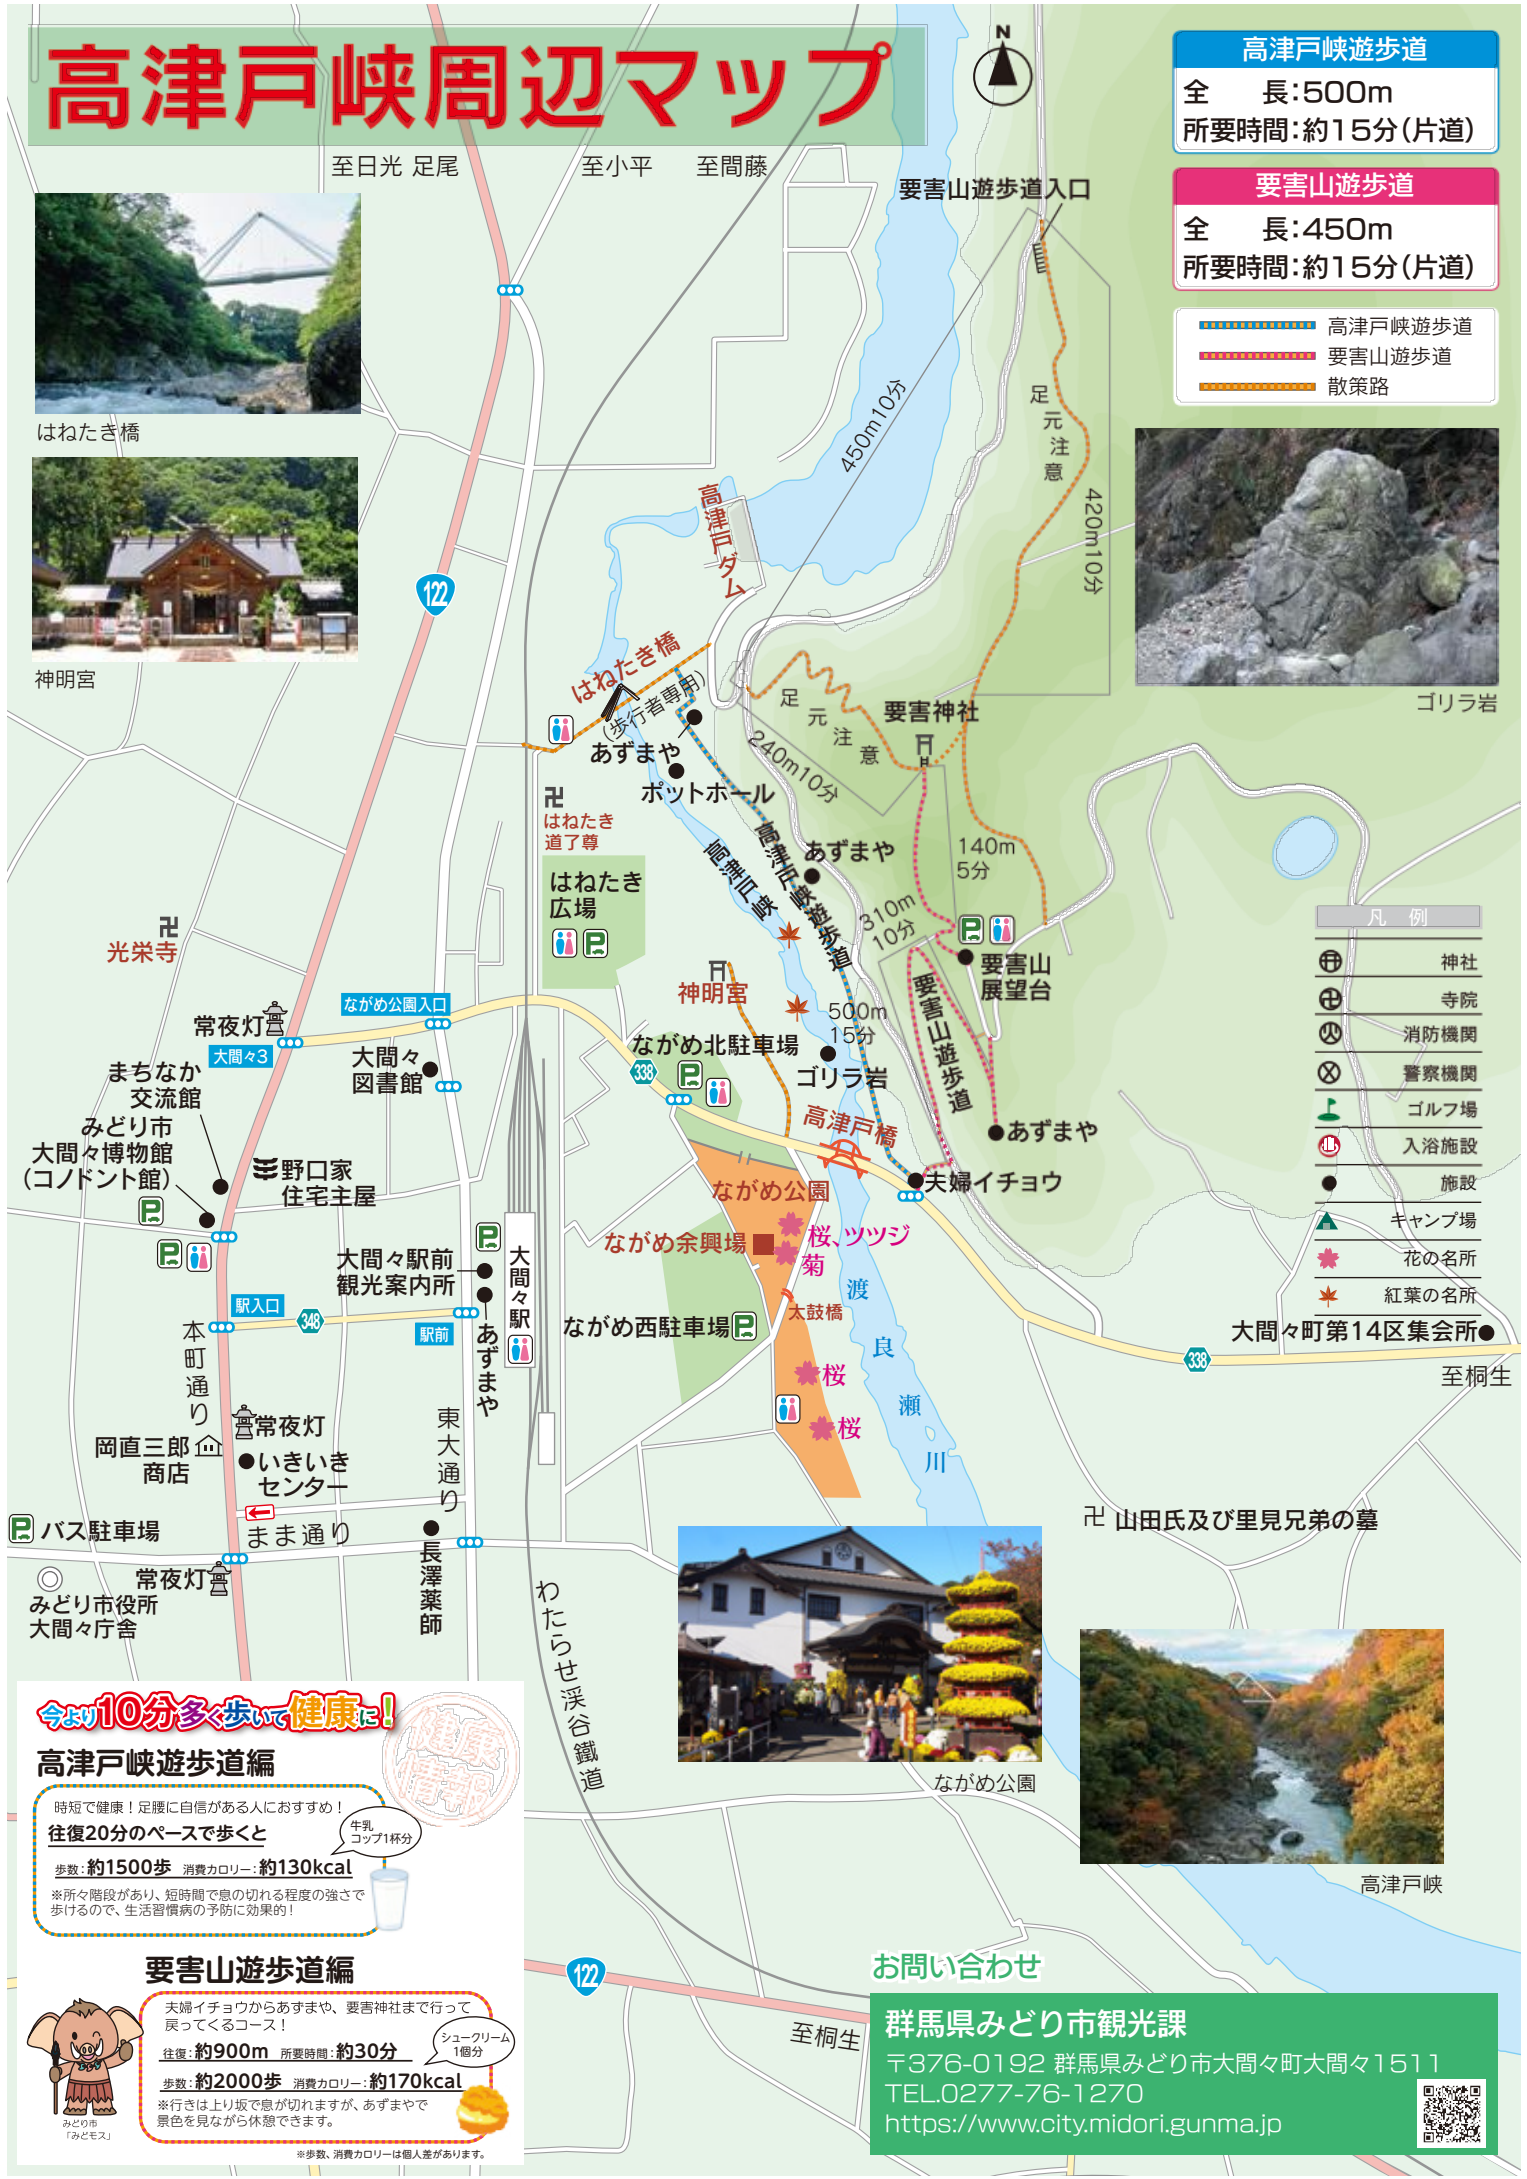 高津戸峡周辺マップ
N
高津戸峡遊歩道
全　長：500m
所要時間：約15分（片道）
要害山遊歩道
全　長：450m
所要時間：約15分（片道）
高津戸峡遊歩道
要害山遊歩道
散策路
至日光 足尾
至小平
至間藤
要害山遊歩道入口
はねたき橋
神明宮
ゴリラ岩
450m10分
足元注意
420m10分
122
高津戸ダム
はねたき橋
（歩行者専用）
あずまや
ポットホール
足元注意
240m10分
要害神社
はねたき
道了尊
はねたき
広場
高津戸峡
高津戸峡遊歩道
あずまや
140m
5分
310m
10分
要害山
展望台
要害山遊歩道
あずまや
光栄寺
神明宮
500m
15分
ゴリラ岩
ながめ公園入口
常夜灯
大間々3
大間々
図書館
ながめ北駐車場
338
まちなか
交流館
みどり市
大間々博物館
（コノドント館）
野口家
住宅主屋
高津戸橋
夫婦イチョウ
ながめ公園
ながめ余興場
桜、ツツジ
菊
太鼓橋
ながめ西駐車場
桜
桜
渡良瀬川
大間々駅前
観光案内所
大間々駅
あずまや
駅入口
348
駅前
本町通り
東大通り
常夜灯
岡直三郎
商店
いきいき
センター
まま通り
バス駐車場
常夜灯
みどり市役所
大間々庁舎
長澤薬師
わたらせ渓谷鐵道
凡 例
神社
寺院
消防機関
警察機関
ゴルフ場
入浴施設
施設
キャンプ場
花の名所
紅葉の名所
大間々町第14区集会所
338
至桐生
山田氏及び里見兄弟の墓
ながめ公園
高津戸峡
今より10分多く歩いて健康に！
健康
情報
高津戸峡遊歩道編
時短で健康！足腰に自信がある人におすすめ！
往復20分のペースで歩くと
歩数：約1500歩 消費カロリー：約130kcal
※所々階段があり、短時間で息の切れる程度の強さで
歩けるので、生活習慣病の予防に効果的！
牛乳
コップ1杯分
要害山遊歩道編
夫婦イチョウからあずまや、要害神社まで行って
戻ってくるコース！
往復：約900m 所要時間：約30分
歩数：約2000歩 消費カロリー：約170kcal
※行きは上り坂で息が切れますが、あずまやで
景色を見ながら休憩できます。
シュークリーム
1個分
みどり市
「みどモス」
※歩数、消費カロリーは個人差があります。
122
至桐生
お問い合わせ
群馬県みどり市観光課
〒376-0192 群馬県みどり市大間々町大間々1511
TEL.0277-76-1270
https://www.city.midori.gunma.jp